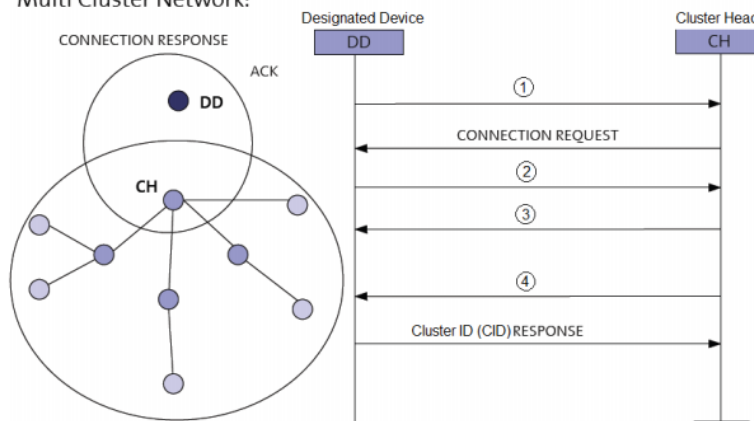 Multi Cluster Network:
Designated Device
Cluster Head
DD
CH
CONNECTION RESPONSE
ACK
DD
CH
①
CONNECTION REQUEST
②
③
④
Cluster ID (CID) RESPONSE